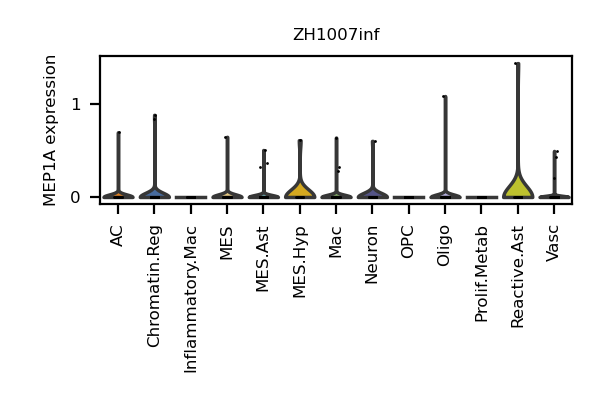 ZH1007inf
MEP1A expression
1
0
AC
Chromatin.Reg
Inflammatory.Mac
MES
MES.Ast
MES.Hyp
Mac
Neuron
OPC
Oligo
Prolif.Metab
Reactive.Ast
Vasc